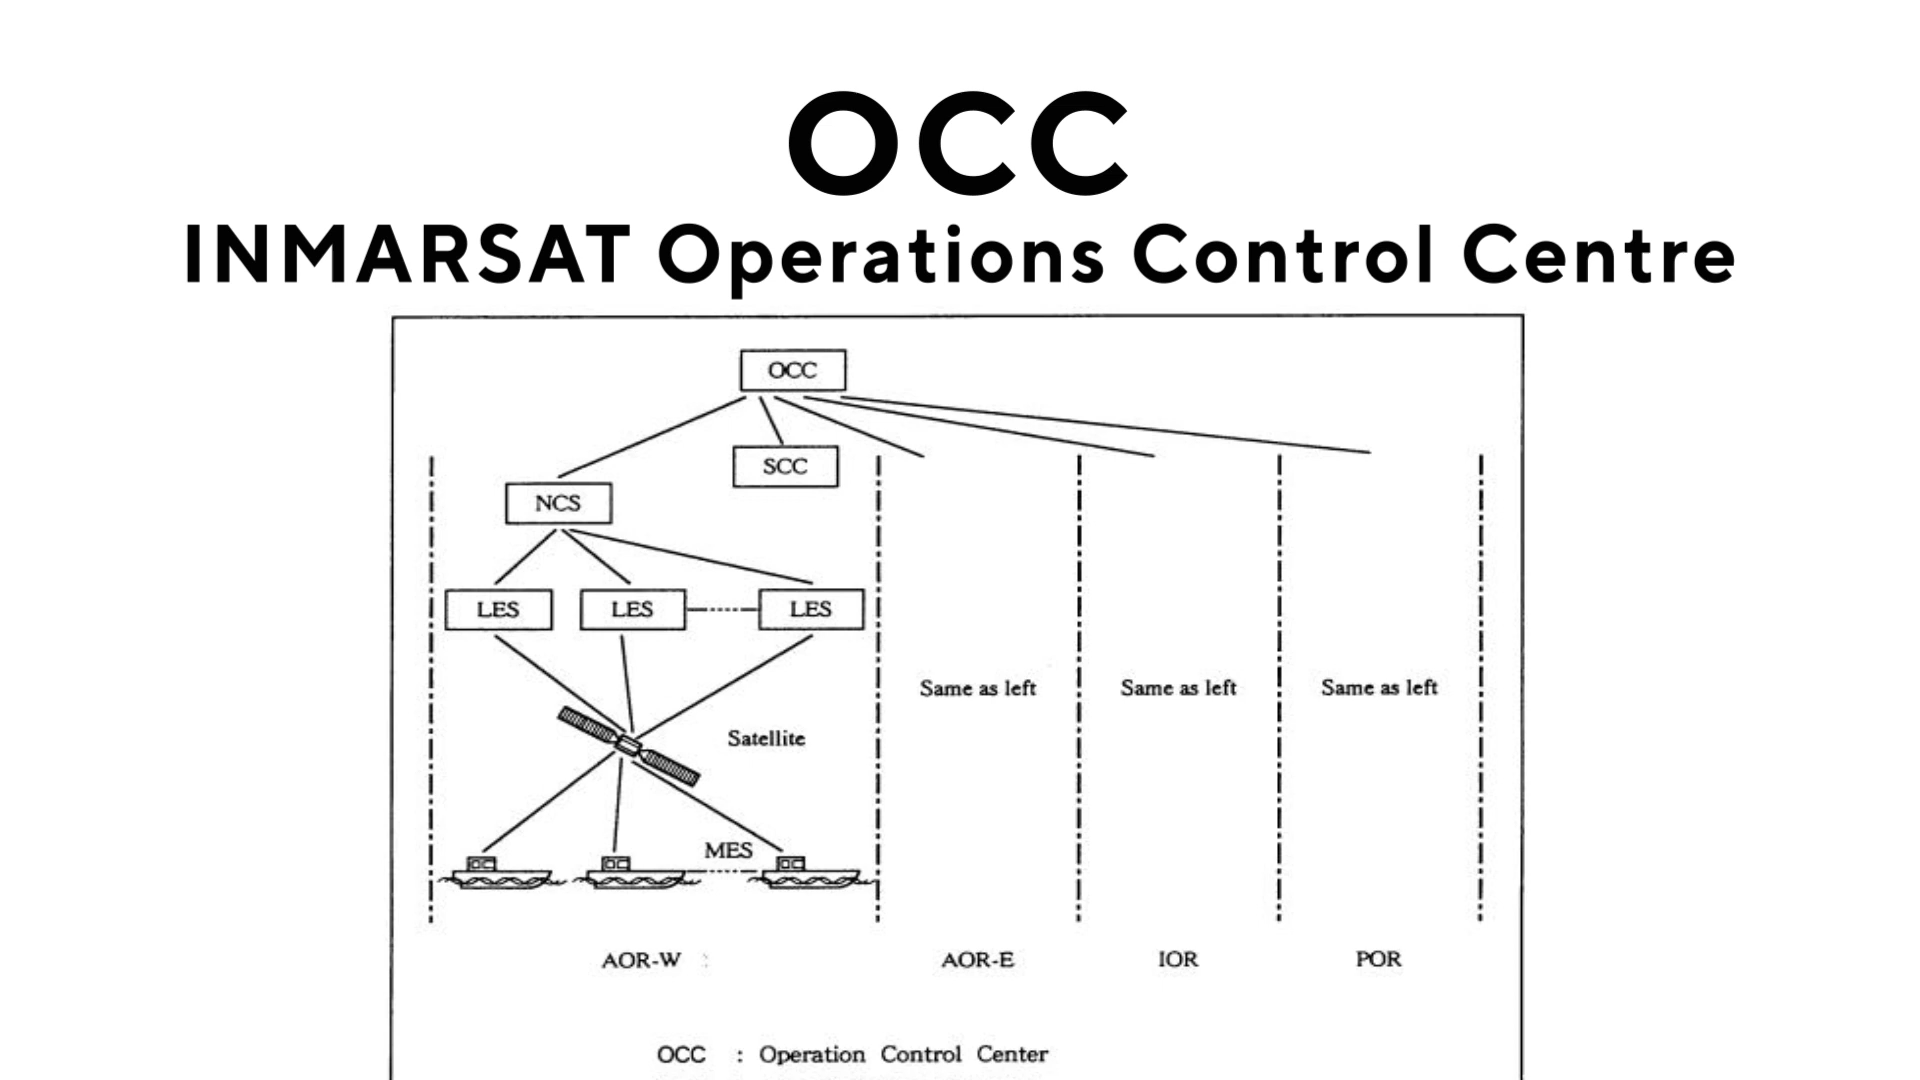 OCC
INMARSAT Operations Control Centre
OCC
SCC
NCS
LES LES LES
Same as left Same as left Same as left
Satellite
MES
AOR-W AOR-E IOR POR
OCC : Operation Control Center